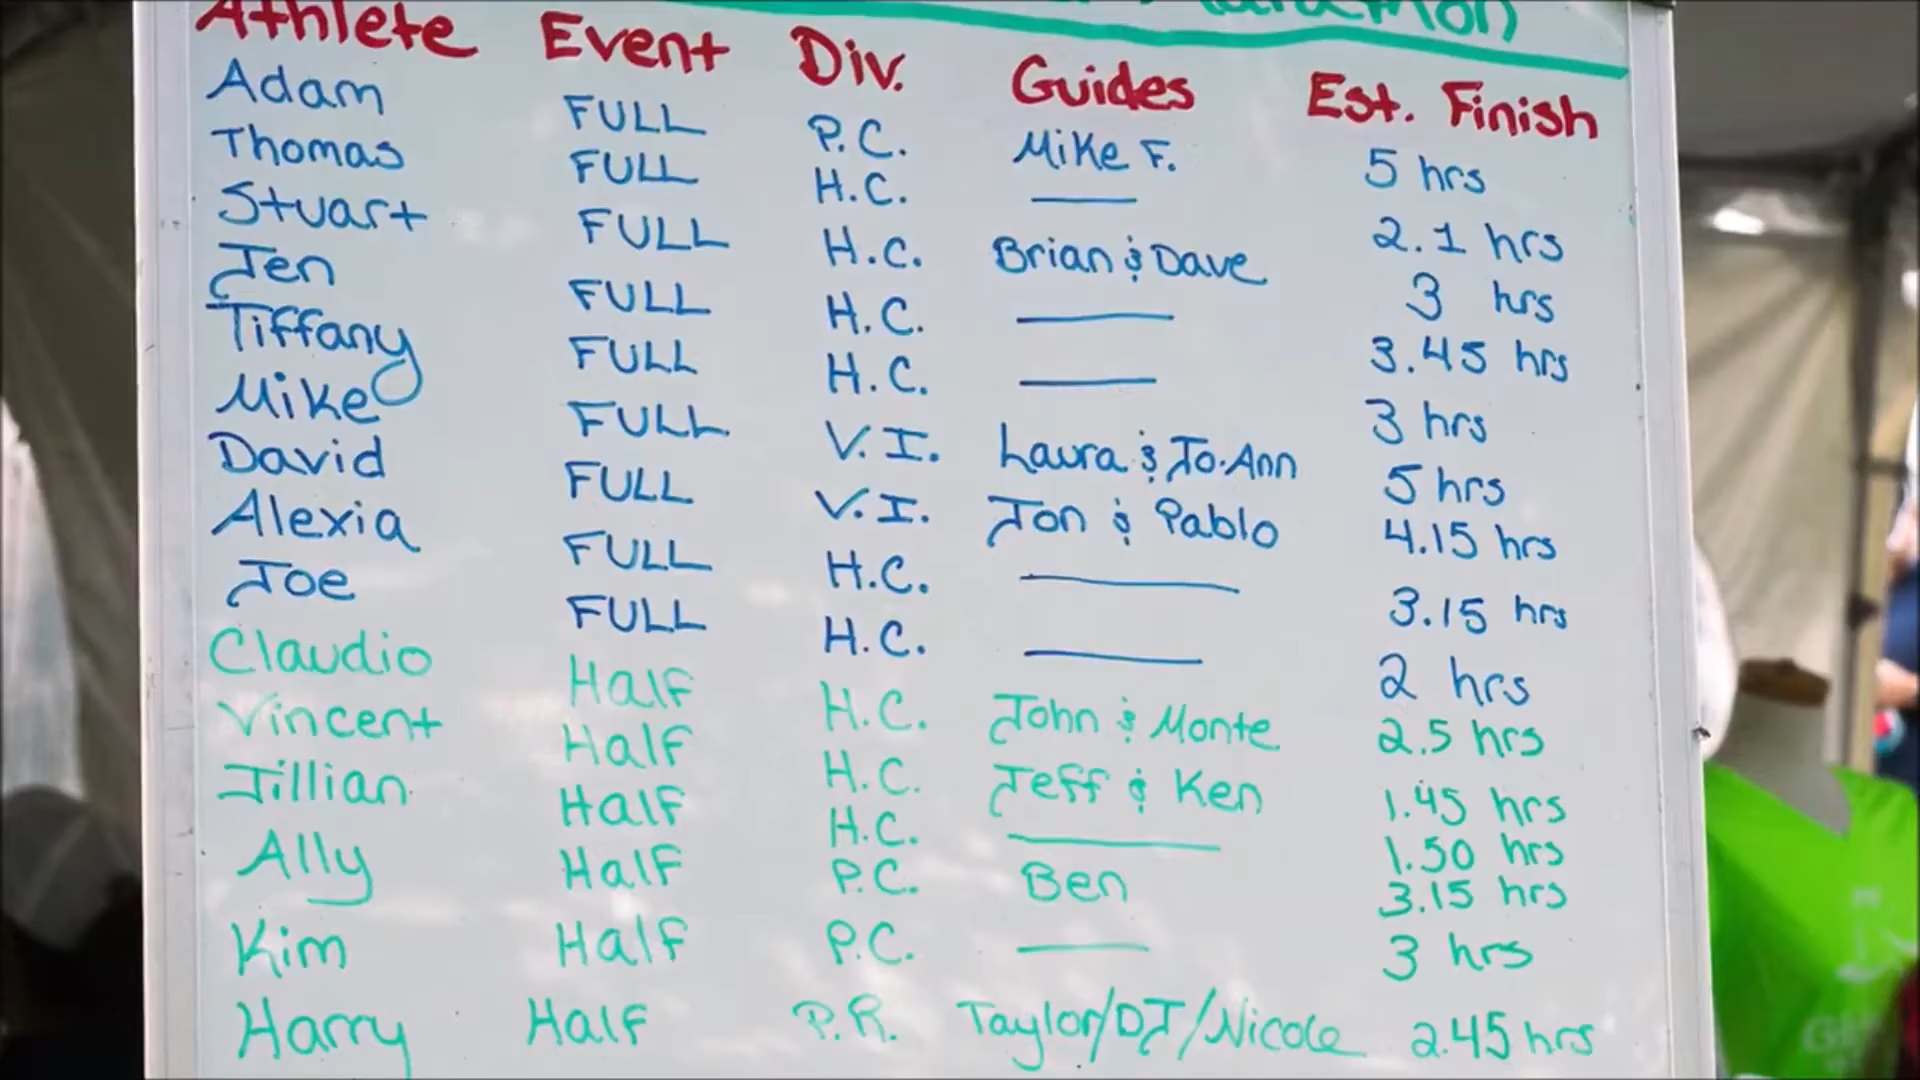 Marathon
Athlete Event Div. Guides Est. Finish
Adam FULL P.C. Mike F. 5 hrs
Thomas FULL H.C. —— 2.1 hrs
Stuart FULL H.C. Brian & Dave 3 hrs
Jen FULL H.C. —— 3.45 hrs
Tiffany FULL H.C. —— 3 hrs
Mike FULL V.I. Laura & Jo-Ann 5 hrs
David FULL V.I. Jon & Pablo 4.15 hrs
Alexia FULL H.C. —— 3.15 hrs
Joe FULL H.C. —— 2 hrs
Claudio Half H.C. John & Monte 2.5 hrs
Vincent Half H.C. Jeff & Ken 1.45 hrs
Jillian Half H.C. —— 1.50 hrs
Ally Half P.C. Ben 3.15 hrs
Kim Half P.C. —— 3 hrs
Harry Half P.R. Taylor/DJ/Nicole 2.45 hrs